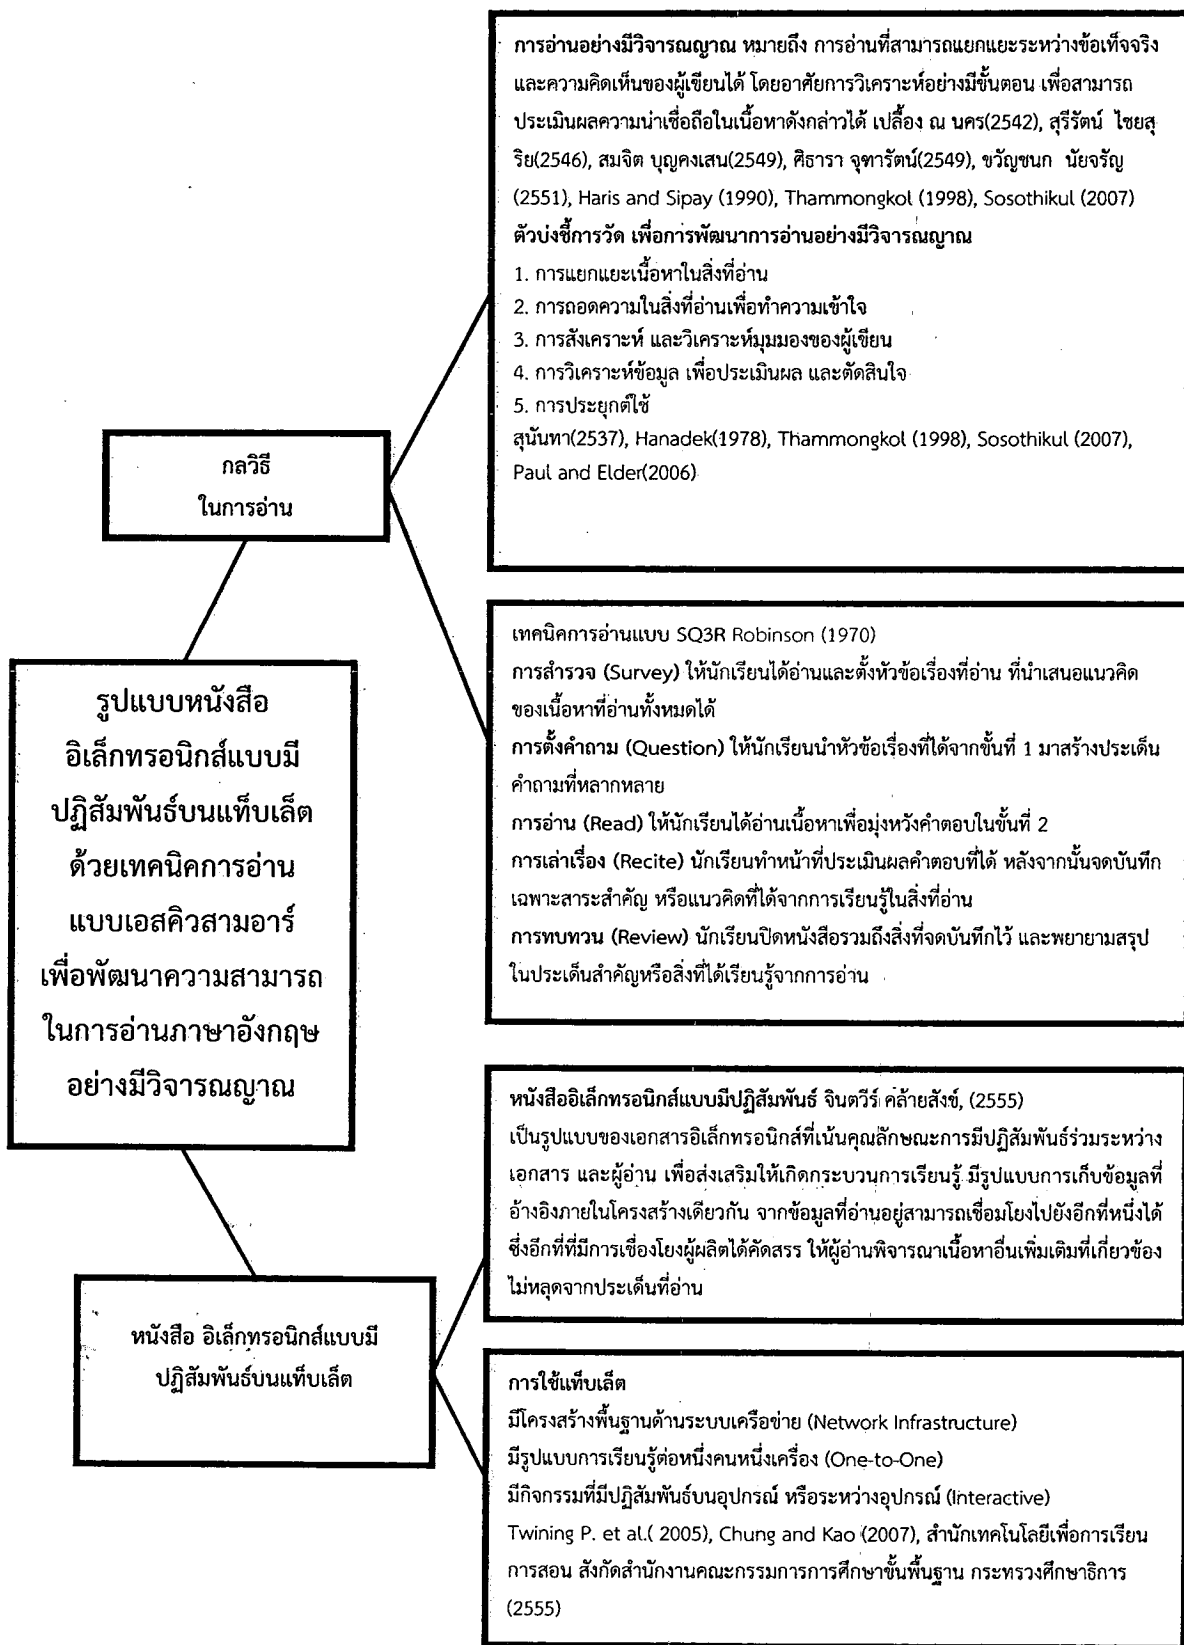 การอ่านอย่างมีวิจารณญาณ หมายถึง การอ่านที่สามารถแยกแยะระหว่างข้อเท็จจริง
และความคิดเห็นของผู้เขียนได้ โดยอาศัยการวิเคราะห์อย่างมีขั้นตอน เพื่อสามารถ
ประเมินผลความน่าเชื่อถือในเนื้อหาดังกล่าวได้ เปลื้อง ณ นคร(2542), สุรีรัตน์ ไชยสุ
ริย(2546), สมจิต บุญคงเสน(2549), ศิธารา จุฑารัตน์(2549), ขวัญชนก นัยจรัญ
(2551), Haris and Sipay (1990), Thammongkol (1998), Sosothikul (2007)
ตัวบ่งชี้การวัด เพื่อการพัฒนาการอ่านอย่างมีวิจารณญาณ
1. การแยกแยะเนื้อหาในสิ่งที่อ่าน
2. การถอดความในสิ่งที่อ่านเพื่อทำความเข้าใจ
3. การสังเคราะห์ และวิเคราะห์มุมมองของผู้เขียน
4. การวิเคราะห์ข้อมูล เพื่อประเมินผล และตัดสินใจ
5. การประยุกต์ใช้
สุนันทา(2537), Hanadek(1978), Thammongkol (1998), Sosothikul (2007),
Paul and Elder(2006)
กลวิธี
ในการอ่าน
เทคนิคการอ่านแบบ SQ3R Robinson (1970)
การสำรวจ (Survey) ให้นักเรียนได้อ่านและตั้งหัวข้อเรื่องที่อ่าน ที่นำเสนอแนวคิด
ของเนื้อหาที่อ่านทั้งหมดได้
การตั้งคำถาม (Question) ให้นักเรียนนำหัวข้อเรื่องที่ได้จากขั้นที่ 1 มาสร้างประเด็น
คำถามที่หลากหลาย
การอ่าน (Read) ให้นักเรียนได้อ่านเนื้อหาเพื่อมุ่งหวังคำตอบในขั้นที่ 2
การเล่าเรื่อง (Recite) นักเรียนทำหน้าที่ประเมินผลคำตอบที่ได้ หลังจากนั้นจดบันทึก
เฉพาะสาระสำคัญ หรือแนวคิดที่ได้จากการเรียนรู้ในสิ่งที่อ่าน
การทบทวน (Review) นักเรียนปิดหนังสือรวมถึงสิ่งที่จดบันทึกไว้ และพยายามสรุป
ในประเด็นสำคัญหรือสิ่งที่ได้เรียนรู้จากการอ่าน
รูปแบบหนังสือ
อิเล็กทรอนิกส์แบบมี
ปฏิสัมพันธ์บนแท็บเล็ต
ด้วยเทคนิคการอ่าน
แบบเอสคิวสามอาร์
เพื่อพัฒนาความสามารถ
ในการอ่านภาษาอังกฤษ
อย่างมีวิจารณญาณ
หนังสืออิเล็กทรอนิกส์แบบมีปฏิสัมพันธ์ จินตวีร์ คล้ายสังข์, (2555)
เป็นรูปแบบของเอกสารอิเล็กทรอนิกส์ที่เน้นคุณลักษณะการมีปฏิสัมพันธ์ร่วมระหว่าง
เอกสาร และผู้อ่าน เพื่อส่งเสริมให้เกิดกระบวนการเรียนรู้ มีรูปแบบการเก็บข้อมูลที่
อ้างอิงภายในโครงสร้างเดียวกัน จากข้อมูลที่อ่านอยู่สามารถเชื่อมโยงไปยังอีกที่หนึ่งได้
ซึ่งอีกที่ที่มีการเชื่องโยงผู้ผลิตได้คัดสรร ให้ผู้อ่านพิจารณาเนื้อหาอื่นเพิ่มเติมที่เกี่ยวข้อง
ไม่หลุดจากประเด็นที่อ่าน
หนังสือ อิเล็กทรอนิกส์แบบมี
ปฏิสัมพันธ์บนแท็บเล็ต
การใช้แท็บเล็ต
มีโครงสร้างพื้นฐานด้านระบบเครือข่าย (Network Infrastructure)
มีรูปแบบการเรียนรู้ต่อหนึ่งคนหนึ่งเครื่อง (One-to-One)
มีกิจกรรมที่มีปฏิสัมพันธ์บนอุปกรณ์ หรือระหว่างอุปกรณ์ (Interactive)
Twining P. et al.( 2005), Chung and Kao (2007), สำนักเทคโนโลยีเพื่อการเรียน
การสอน สังกัดสำนักงานคณะกรรมการการศึกษาขั้นพื้นฐาน กระทรวงศึกษาธิการ
(2555)